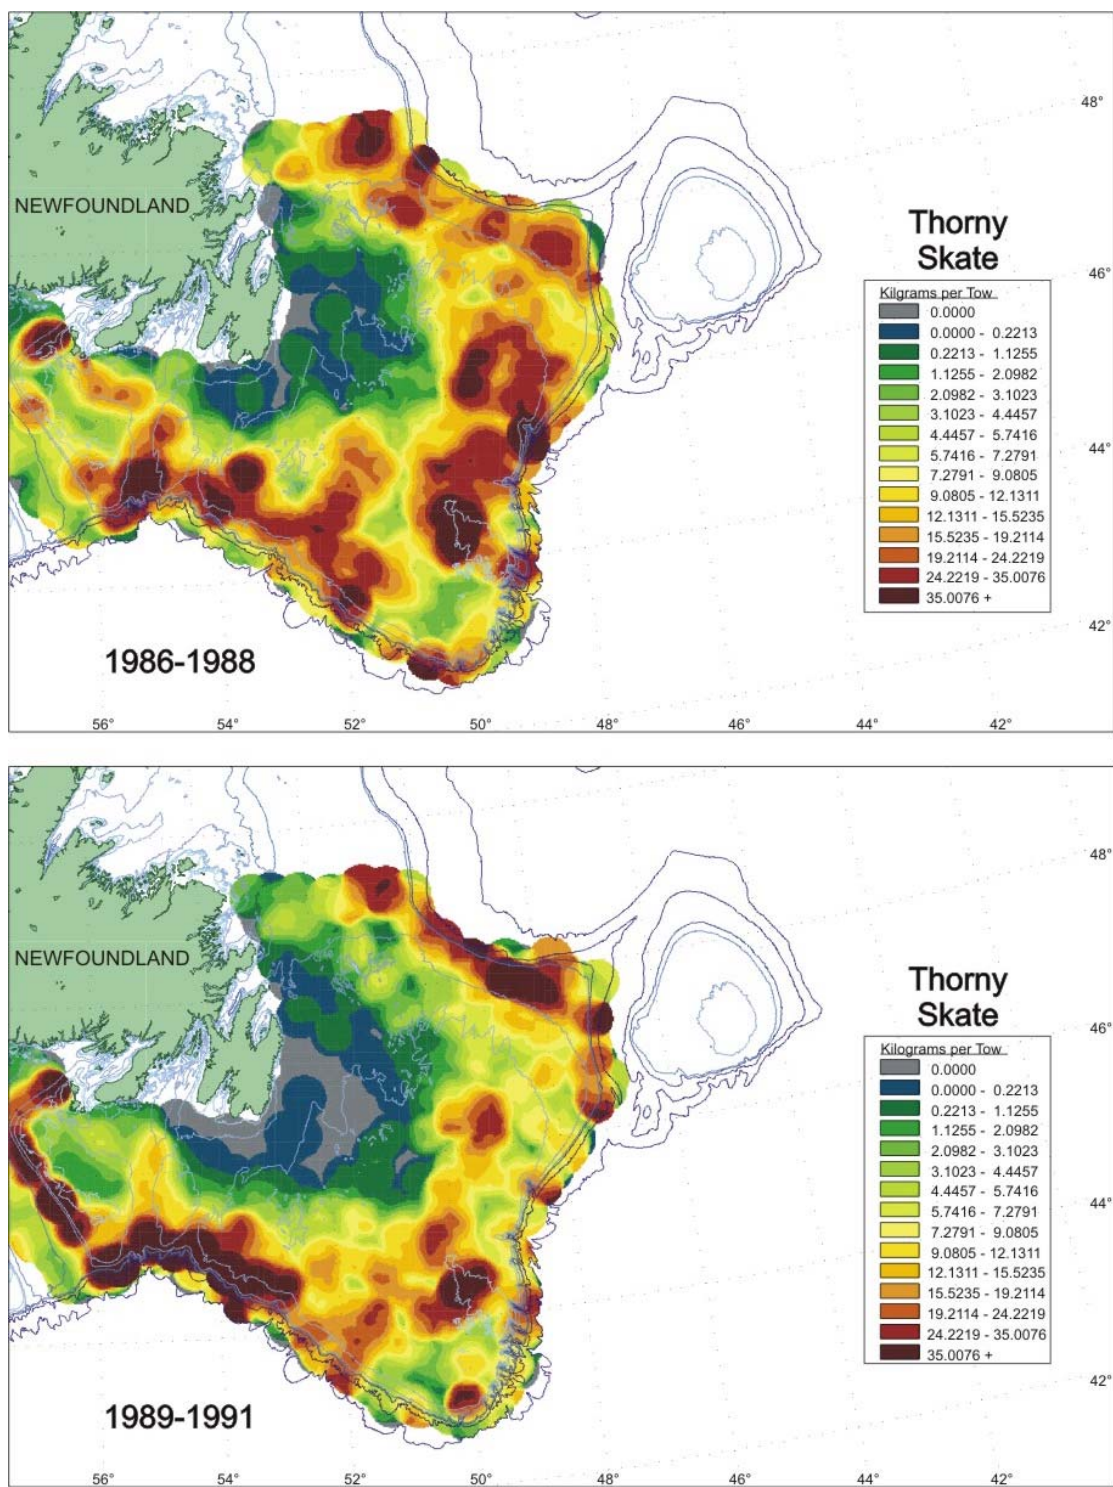 48°
NEWFOUNDLAND
Thorny
Skate
46°
Kilgrams per Tow
0.0000
0.0000 - 0.2213
0.2213 - 1.1255
1.1255 - 2.0982
2.0982 - 3.1023
3.1023 - 4.4457
4.4457 - 5.7416
5.7416 - 7.2791
7.2791 - 9.0805
9.0805 - 12.1311
12.1311 - 15.5235
15.5235 - 19.2114
19.2114 - 24.2219
24.2219 - 35.0076
35.0076 +
44°
42°
1986-1988
56° 54° 52° 50° 48° 46° 44° 42°
48°
NEWFOUNDLAND
Thorny
Skate
46°
Kilograms per Tow
0.0000
0.0000 - 0.2213
0.2213 - 1.1255
1.1255 - 2.0982
2.0982 - 3.1023
3.1023 - 4.4457
4.4457 - 5.7416
5.7416 - 7.2791
7.2791 - 9.0805
9.0805 - 12.1311
12.1311 - 15.5235
15.5235 - 19.2114
19.2114 - 24.2219
24.2219 - 35.0076
35.0076 +
44°
42°
1989-1991
56° 54° 52° 50° 48° 46° 44° 42°